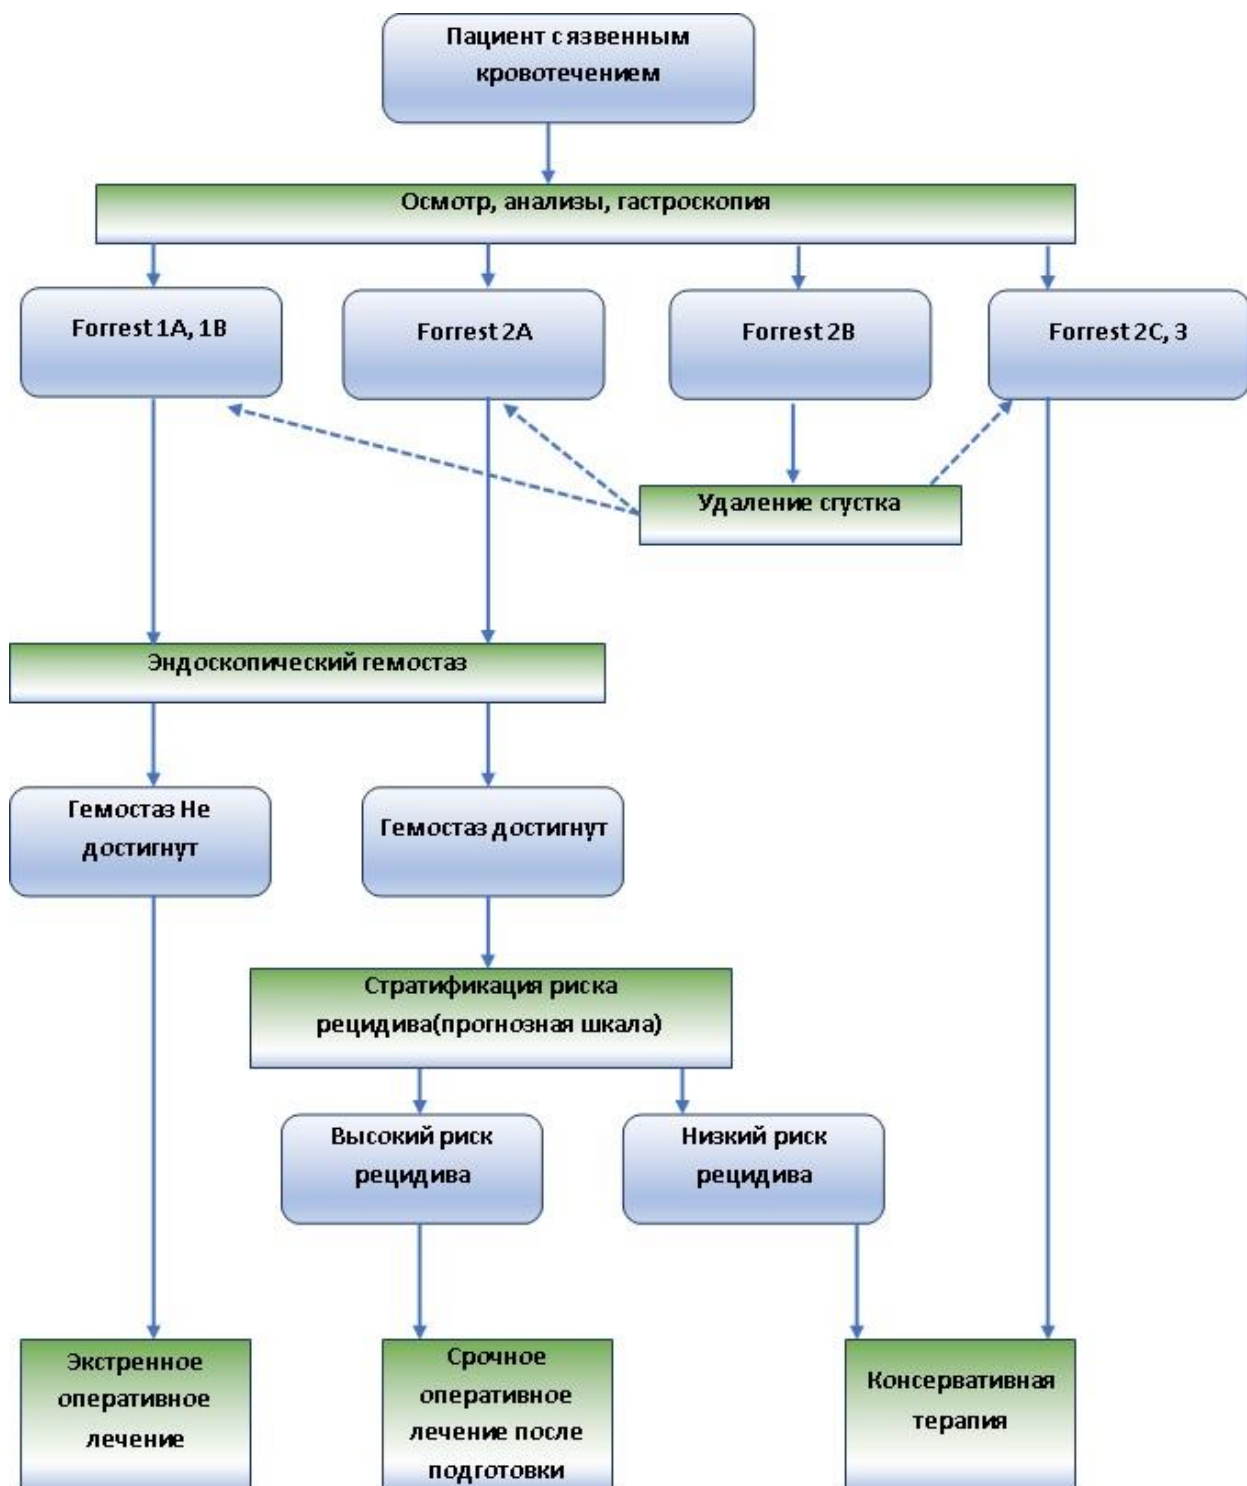 Пациент с язвенным
кровотечением
Осмотр, анализы, гастроскопия
Forrest 1A, 1B
Forrest 2A
Forrest 2B
Forrest 2C, 3
Удаление сгустка
Эндоскопический гемостаз
Гемостаз Не
достигнут
Гемостаз достигнут
Стратификация риска
рецидива(прогнозная шкала)
Высокий риск
рецидива
Низкий риск
рецидива
Экстренное
оперативное
лечение
Срочное
оперативное
лечение после
подготовки
Консервативная
терапия